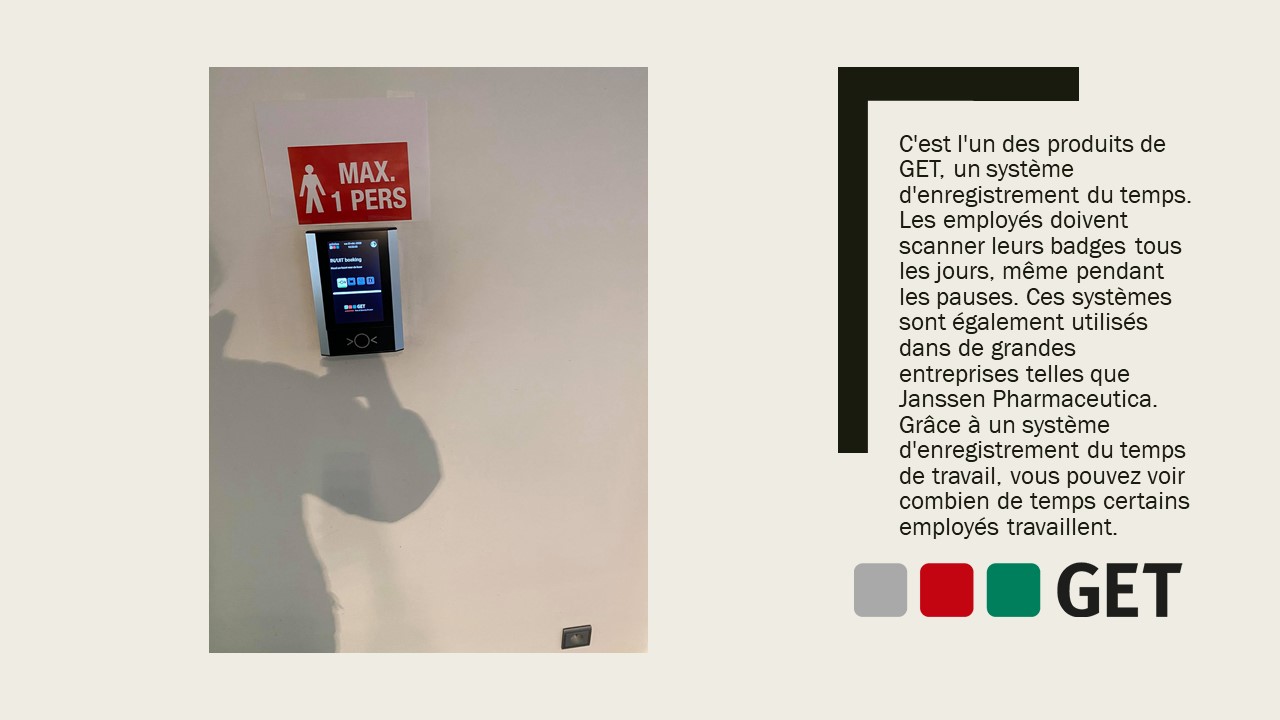 MAX.
1 PERS
IN/UIT booking
GET
C'est l'un des produits de
GET, un système
d'enregistrement du temps.
Les employés doivent
scanner leurs badges tous
les jours, même pendant
les pauses. Ces systèmes
sont également utilisés
dans de grandes
entreprises telles que
Janssen Pharmaceutica.
Grâce à un système
d'enregistrement du temps
de travail, vous pouvez voir
combien de temps certains
employés travaillent.
GET